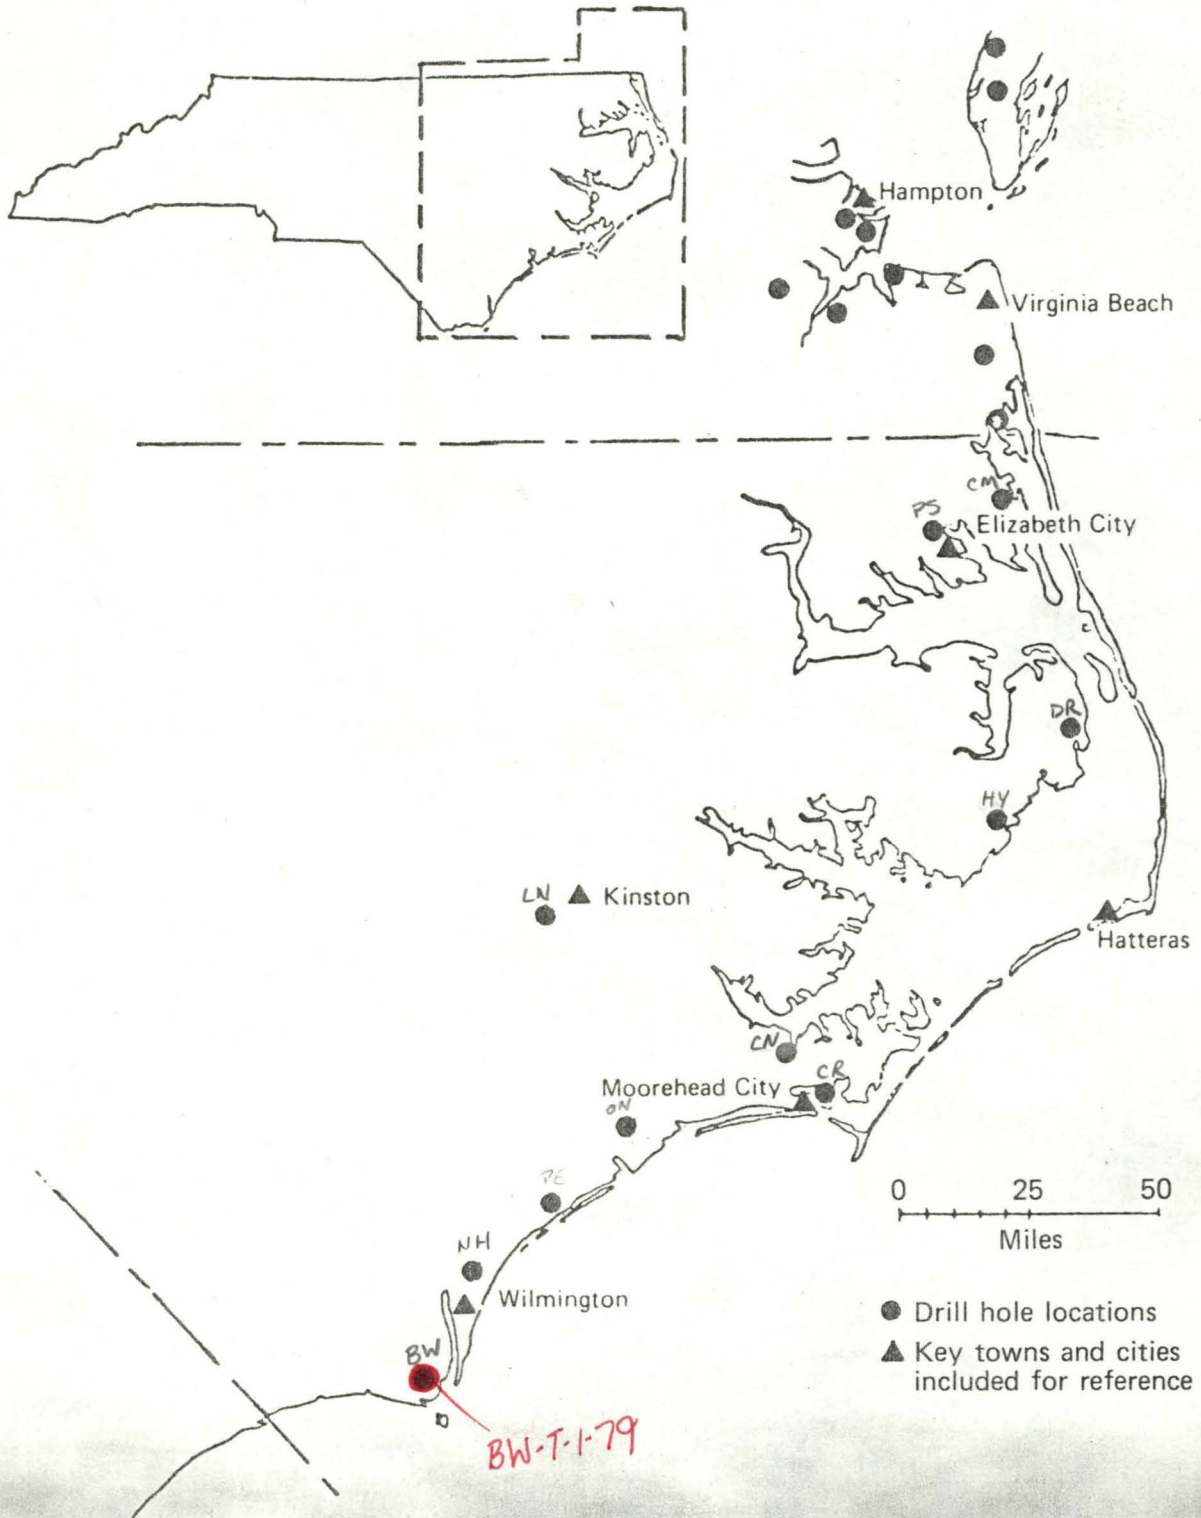 Hampton
Virginia Beach
CM
PS
Elizabeth City
DR
HY
LN
Kinston
Hatteras
CN
CR
Moorehead City
ON
PE
0 25 50
Miles
NH
Wilmington
Drill hole locations
Key towns and cities
included for reference
BW
BW-T-1-79